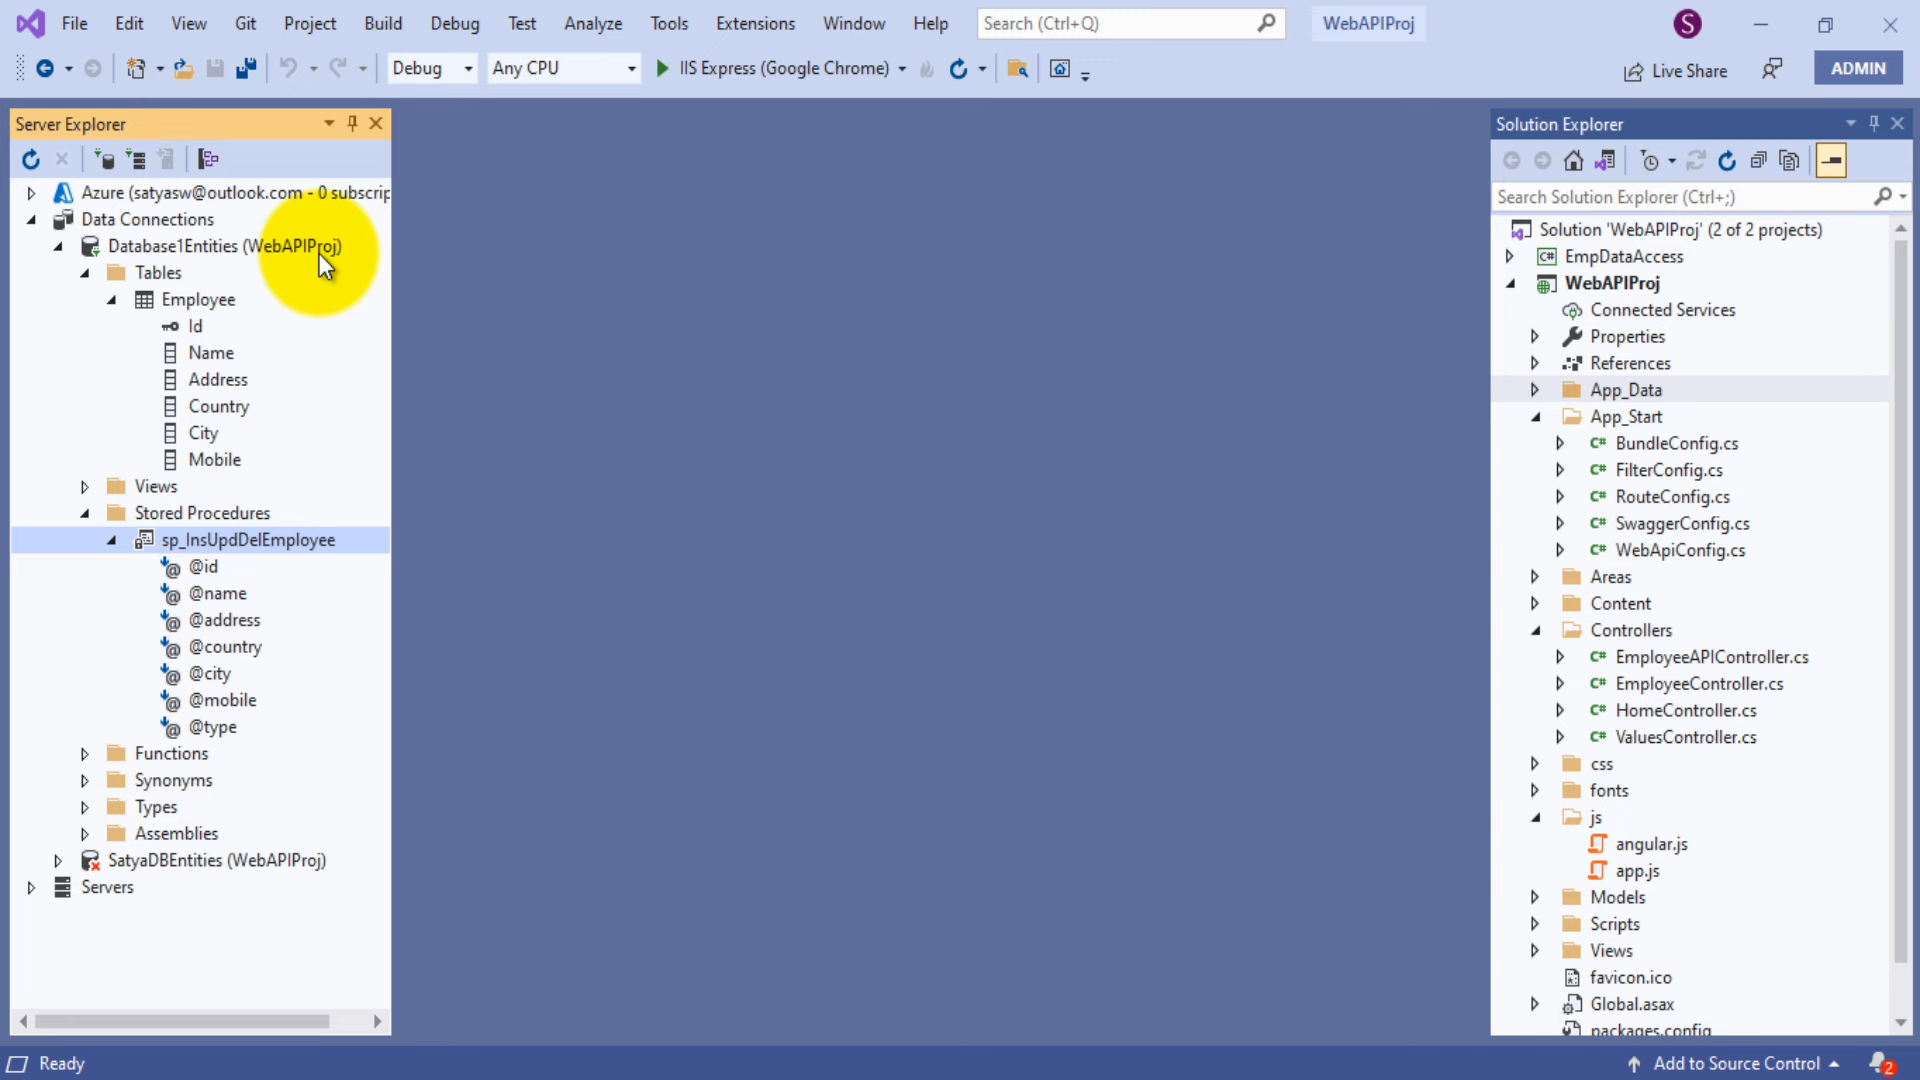 File Edit View Git Project Build Debug Test Analyze Tools Extensions Window Help Search (Ctrl+Q) WebAPIProj S
Debug Any CPU IIS Express (Google Chrome) Live Share ADMIN
Server Explorer
Azure (satyasw@outlook.com - 0 subscrip
Data Connections
Database1Entities (WebAPIProj)
Tables
Employee
Id
Name
Address
Country
City
Mobile
Views
Stored Procedures
sp_InsUpdDelEmployee
@id
@name
@address
@country
@city
@mobile
@type
Functions
Synonyms
Types
Assemblies
SatyaDBEntities (WebAPIProj)
Servers
Solution Explorer
Search Solution Explorer (Ctrl+;)
Solution 'WebAPIProj' (2 of 2 projects)
C# EmpDataAccess
WebAPIProj
Connected Services
Properties
References
App_Data
App_Start
C# BundleConfig.cs
C# FilterConfig.cs
C# RouteConfig.cs
C# SwaggerConfig.cs
C# WebApiConfig.cs
Areas
Content
Controllers
C# EmployeeAPIController.cs
C# EmployeeController.cs
C# HomeController.cs
C# ValuesController.cs
css
fonts
js
angular.js
app.js
Models
Scripts
Views
favicon.ico
Global.asax
packages.config
Ready Add to Source Control 2